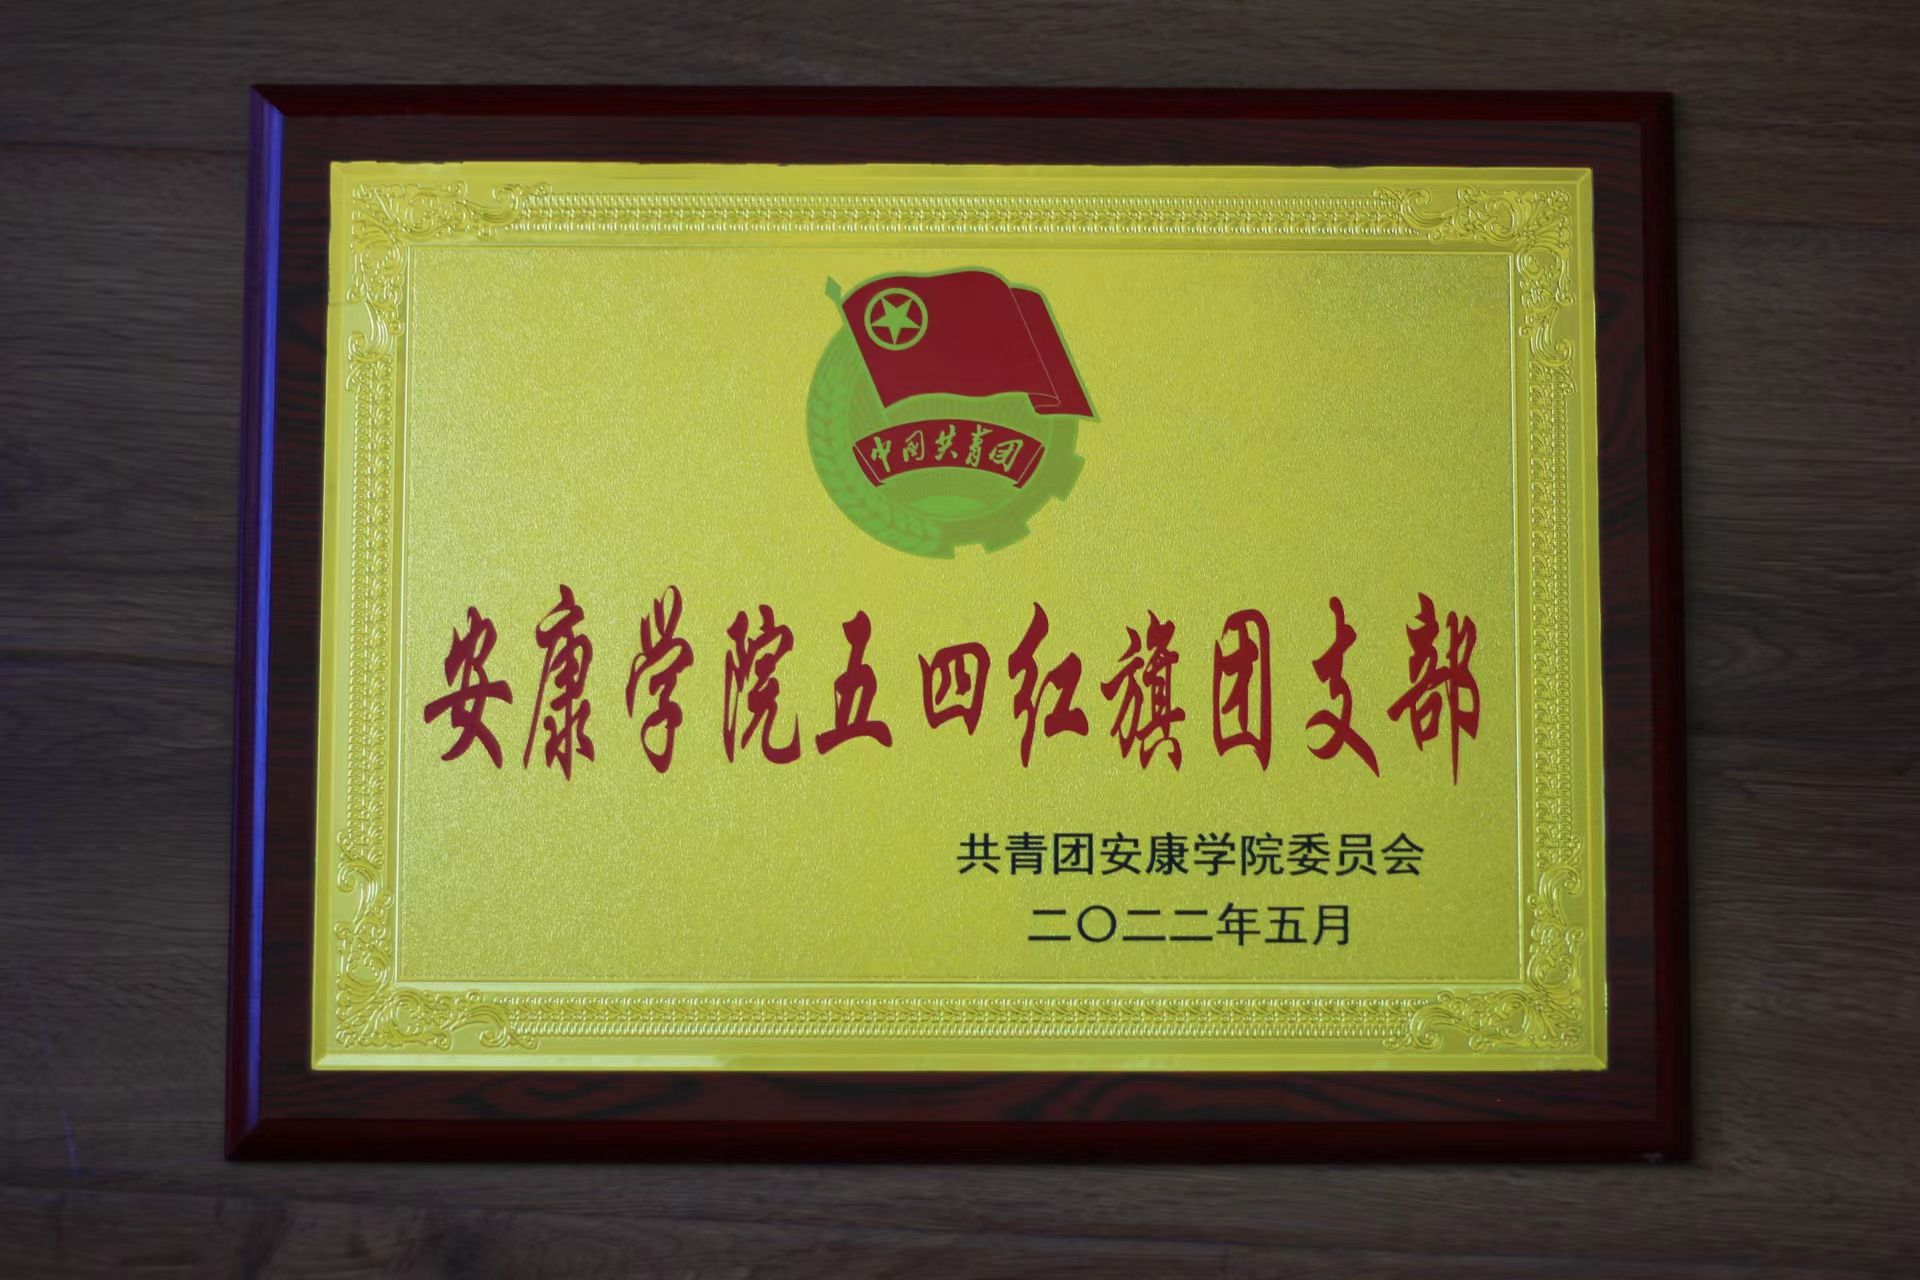 中国共青团
安康学院五四红旗团支部
共青团安康学院委员会
二〇二二年五月